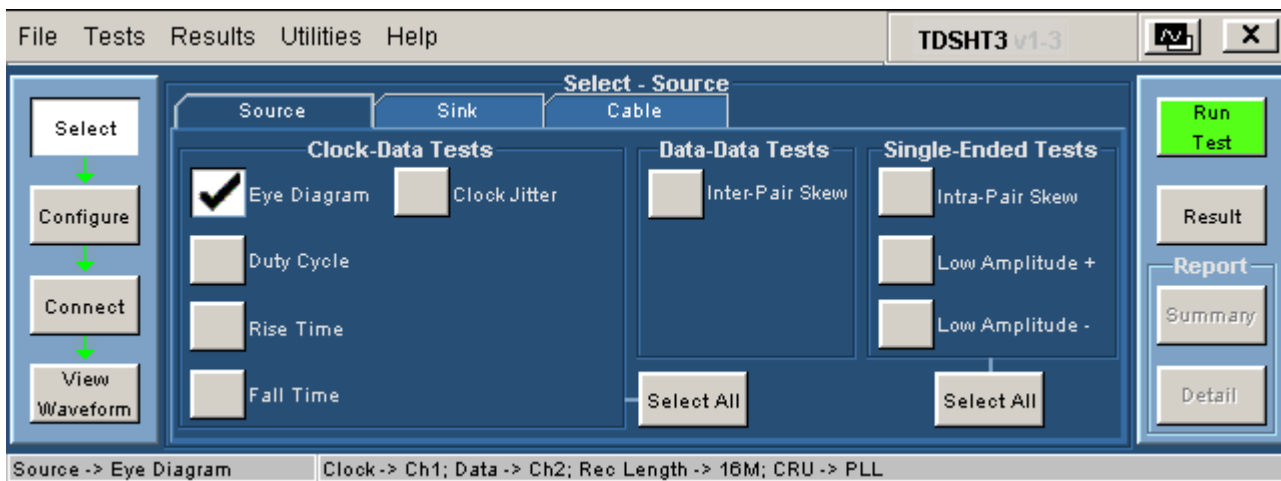 File Tests Results Utilities Help TDSHT3 v1-3
Select - Source
Select
Configure
Connect
View
Waveform
Source Sink Cable
Clock-Data Tests
Eye Diagram Clock Jitter
Duty Cycle
Rise Time
Fall Time
Data-Data Tests
Inter-Pair Skew
Select All
Single-Ended Tests
Intra-Pair Skew
Low Amplitude +
Low Amplitude -
Select All
Run
Test
Result
Report
Summary
Detail
Source -> Eye Diagram Clock -> Ch1; Data -> Ch2; Rec Length -> 16M; CRU -> PLL